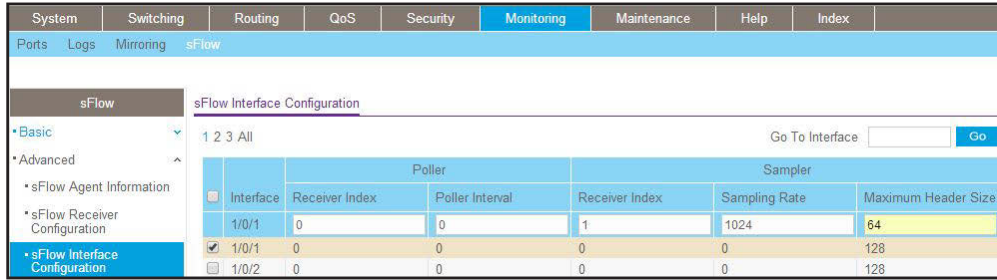 System Switching Routing QoS Security Monitoring Maintenance Help Index
Ports Logs Mirroring sFlow
sFlow
Basic
Advanced
sFlow Agent Information
sFlow Receiver
Configuration
sFlow Interface
Configuration
sFlow Interface Configuration
1 2 3 All Go To Interface Go
Poller Sampler
Interface Receiver Index Poller Interval Receiver Index Sampling Rate Maximum Header Size
1/0/1 0 0 1 1024 64
1/0/1 0 0 0 0 128
1/0/2 0 0 0 0 128